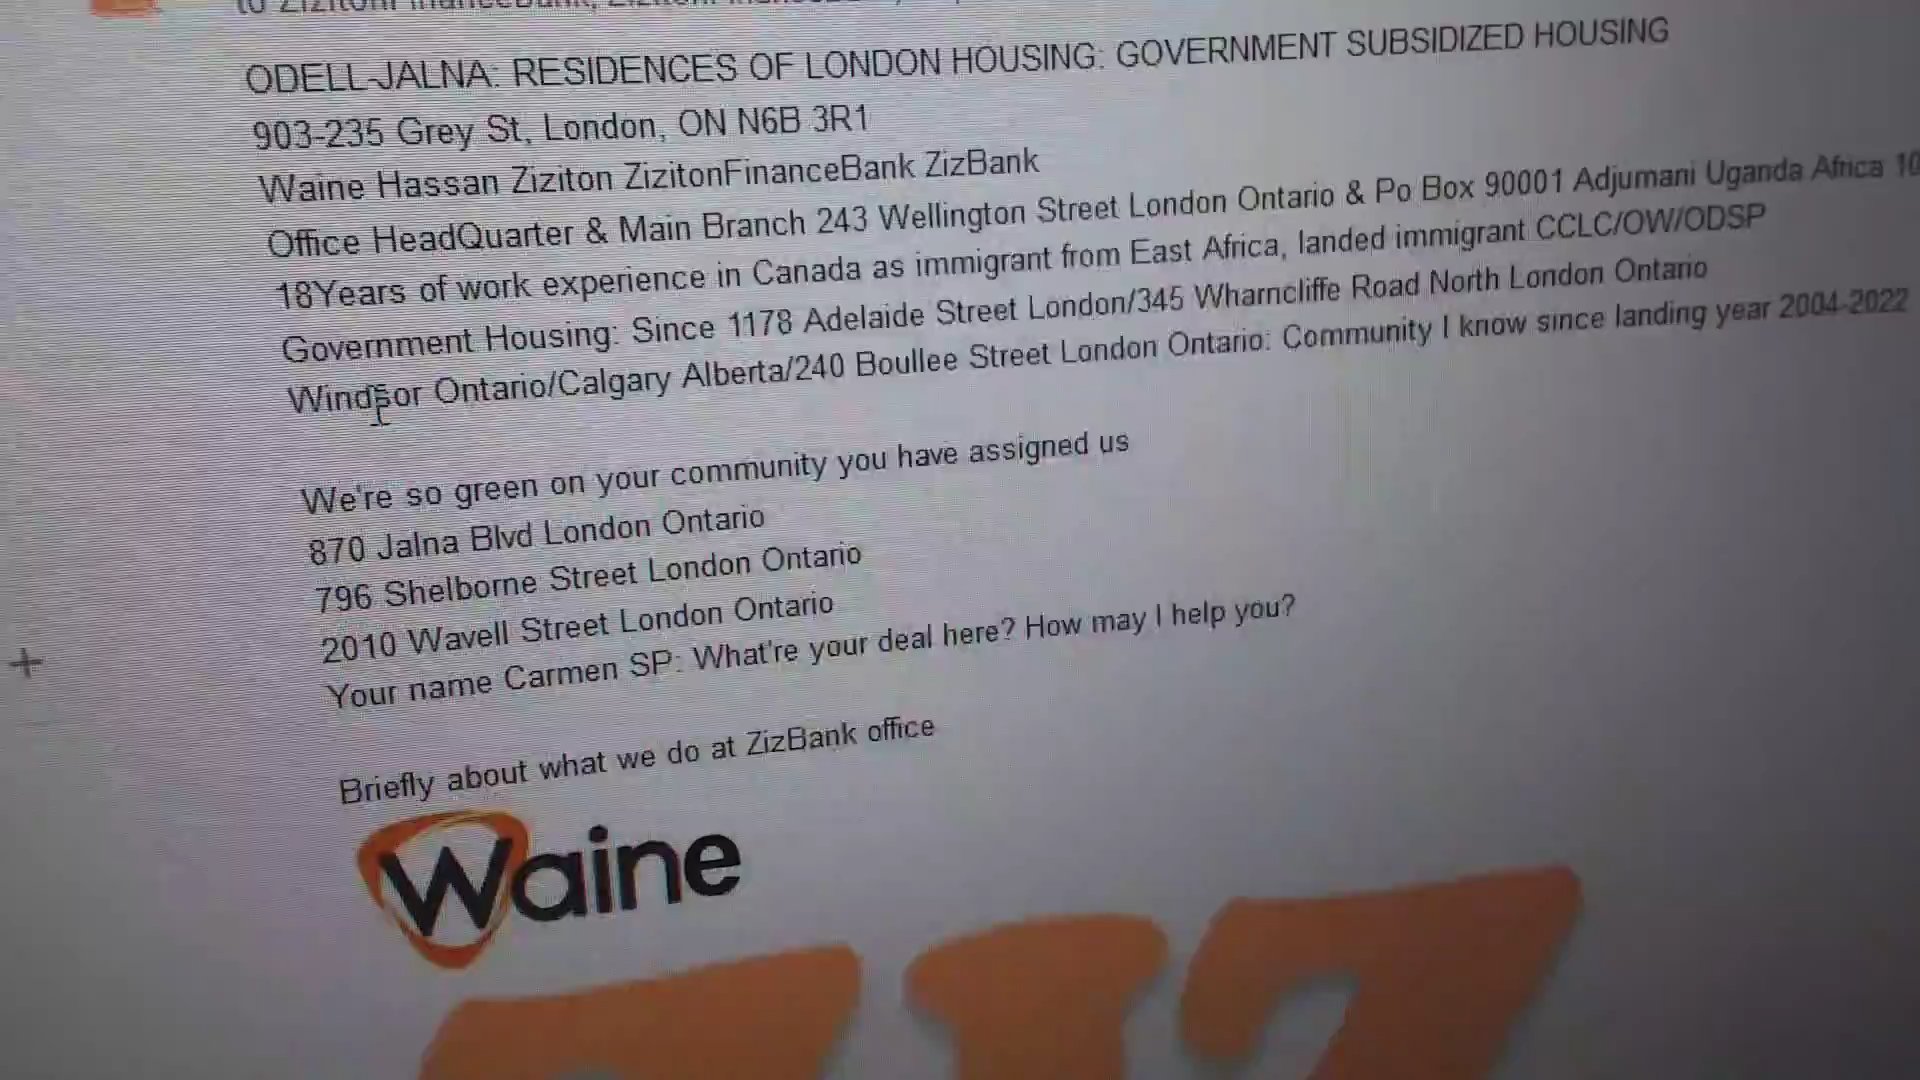 ODELL-JALNA: RESIDENCES OF LONDON HOUSING: GOVERNMENT SUBSIDIZED HOUSING
903-235 Grey St, London, ON N6B 3R1
Waine Hassan Ziziton ZizitonFinanceBank ZizBank
Office HeadQuarter & Main Branch 243 Wellington Street London Ontario & Po Box 90001 Adjumani Uganda Africa 10
18Years of work experience in Canada as immigrant from East Africa, landed immigrant CCLC/OW/ODSP
Government Housing: Since 1178 Adelaide Street London/345 Wharncliffe Road North London Ontario
Windsor Ontario/Calgary Alberta/240 Boullee Street London Ontario: Community I know since landing year 2004-2022
We're so green on your community you have assigned us
870 Jalna Blvd London Ontario
796 Shelborne Street London Ontario
2010 Wavell Street London Ontario
Your name Carmen SP: What're your deal here? How may I help you?
Briefly about what we do at ZizBank office
Waine